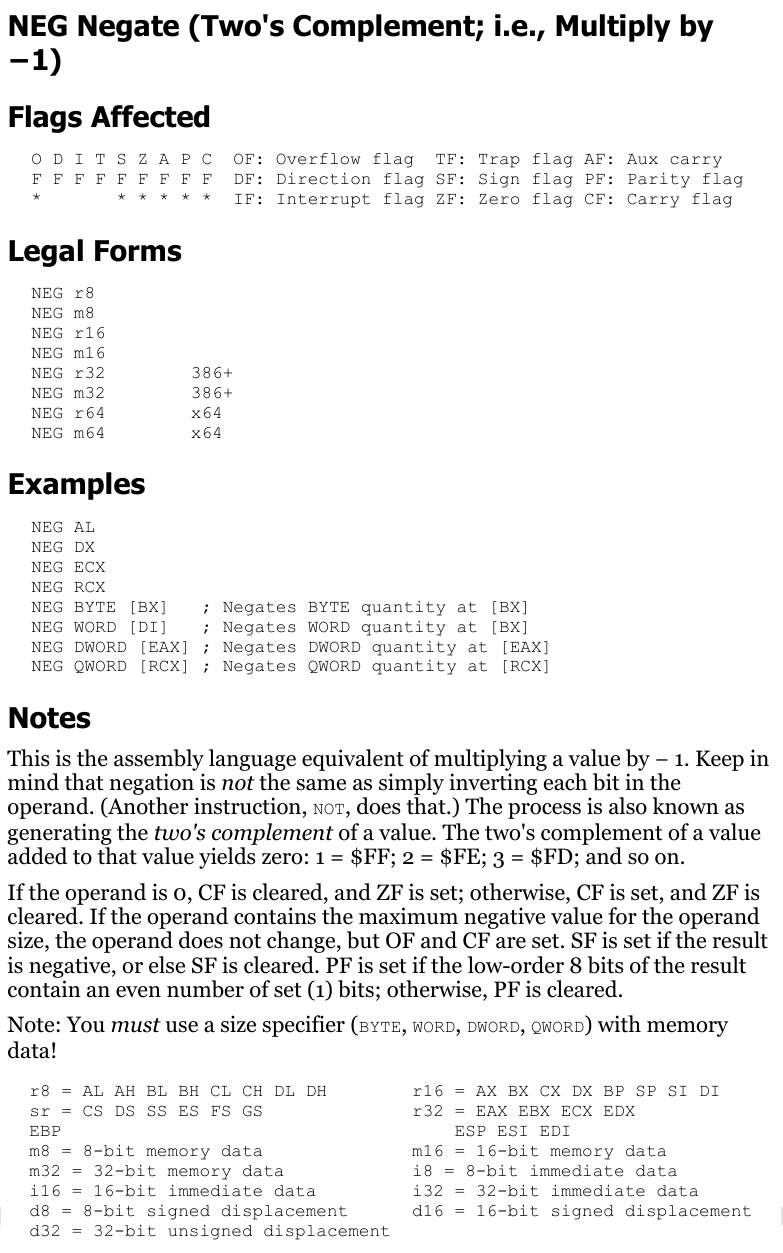 NEG Negate (Two's Complement; i.e., Multiply by
−1)
Flags Affected
O D I T S Z A P C  OF: Overflow flag  TF: Trap flag AF: Aux carry
F F F F F F F F F  DF: Direction flag SF: Sign flag PF: Parity flag
*       * * * * *  IF: Interrupt flag ZF: Zero flag CF: Carry flag
Legal Forms
NEG r8
NEG m8
NEG r16
NEG m16
NEG r32        386+
NEG m32        386+
NEG r64        x64
NEG m64        x64
Examples
NEG AL
NEG DX
NEG ECX
NEG RCX
NEG BYTE [BX]   ; Negates BYTE quantity at [BX]
NEG WORD [DI]   ; Negates WORD quantity at [BX]
NEG DWORD [EAX] ; Negates DWORD quantity at [EAX]
NEG QWORD [RCX] ; Negates QWORD quantity at [RCX]
Notes
This is the assembly language equivalent of multiplying a value by − 1. Keep in
mind that negation is not the same as simply inverting each bit in the
operand. (Another instruction, NOT, does that.) The process is also known as
generating the two's complement of a value. The two's complement of a value
added to that value yields zero: 1 = $FF; 2 = $FE; 3 = $FD; and so on.
If the operand is 0, CF is cleared, and ZF is set; otherwise, CF is set, and ZF is
cleared. If the operand contains the maximum negative value for the operand
size, the operand does not change, but OF and CF are set. SF is set if the result
is negative, or else SF is cleared. PF is set if the low-order 8 bits of the result
contain an even number of set (1) bits; otherwise, PF is cleared.
Note: You must use a size specifier (BYTE, WORD, DWORD, QWORD) with memory
data!
r8 = AL AH BL BH CL CH DL DH        r16 = AX BX CX DX BP SP SI DI
sr = CS DS SS ES FS GS              r32 = EAX EBX ECX EDX
EBP                                     ESP ESI EDI
m8 = 8-bit memory data              m16 = 16-bit memory data
m32 = 32-bit memory data            i8 = 8-bit immediate data
i16 = 16-bit immediate data         i32 = 32-bit immediate data
d8 = 8-bit signed displacement      d16 = 16-bit signed displacement
d32 = 32-bit unsigned displacement